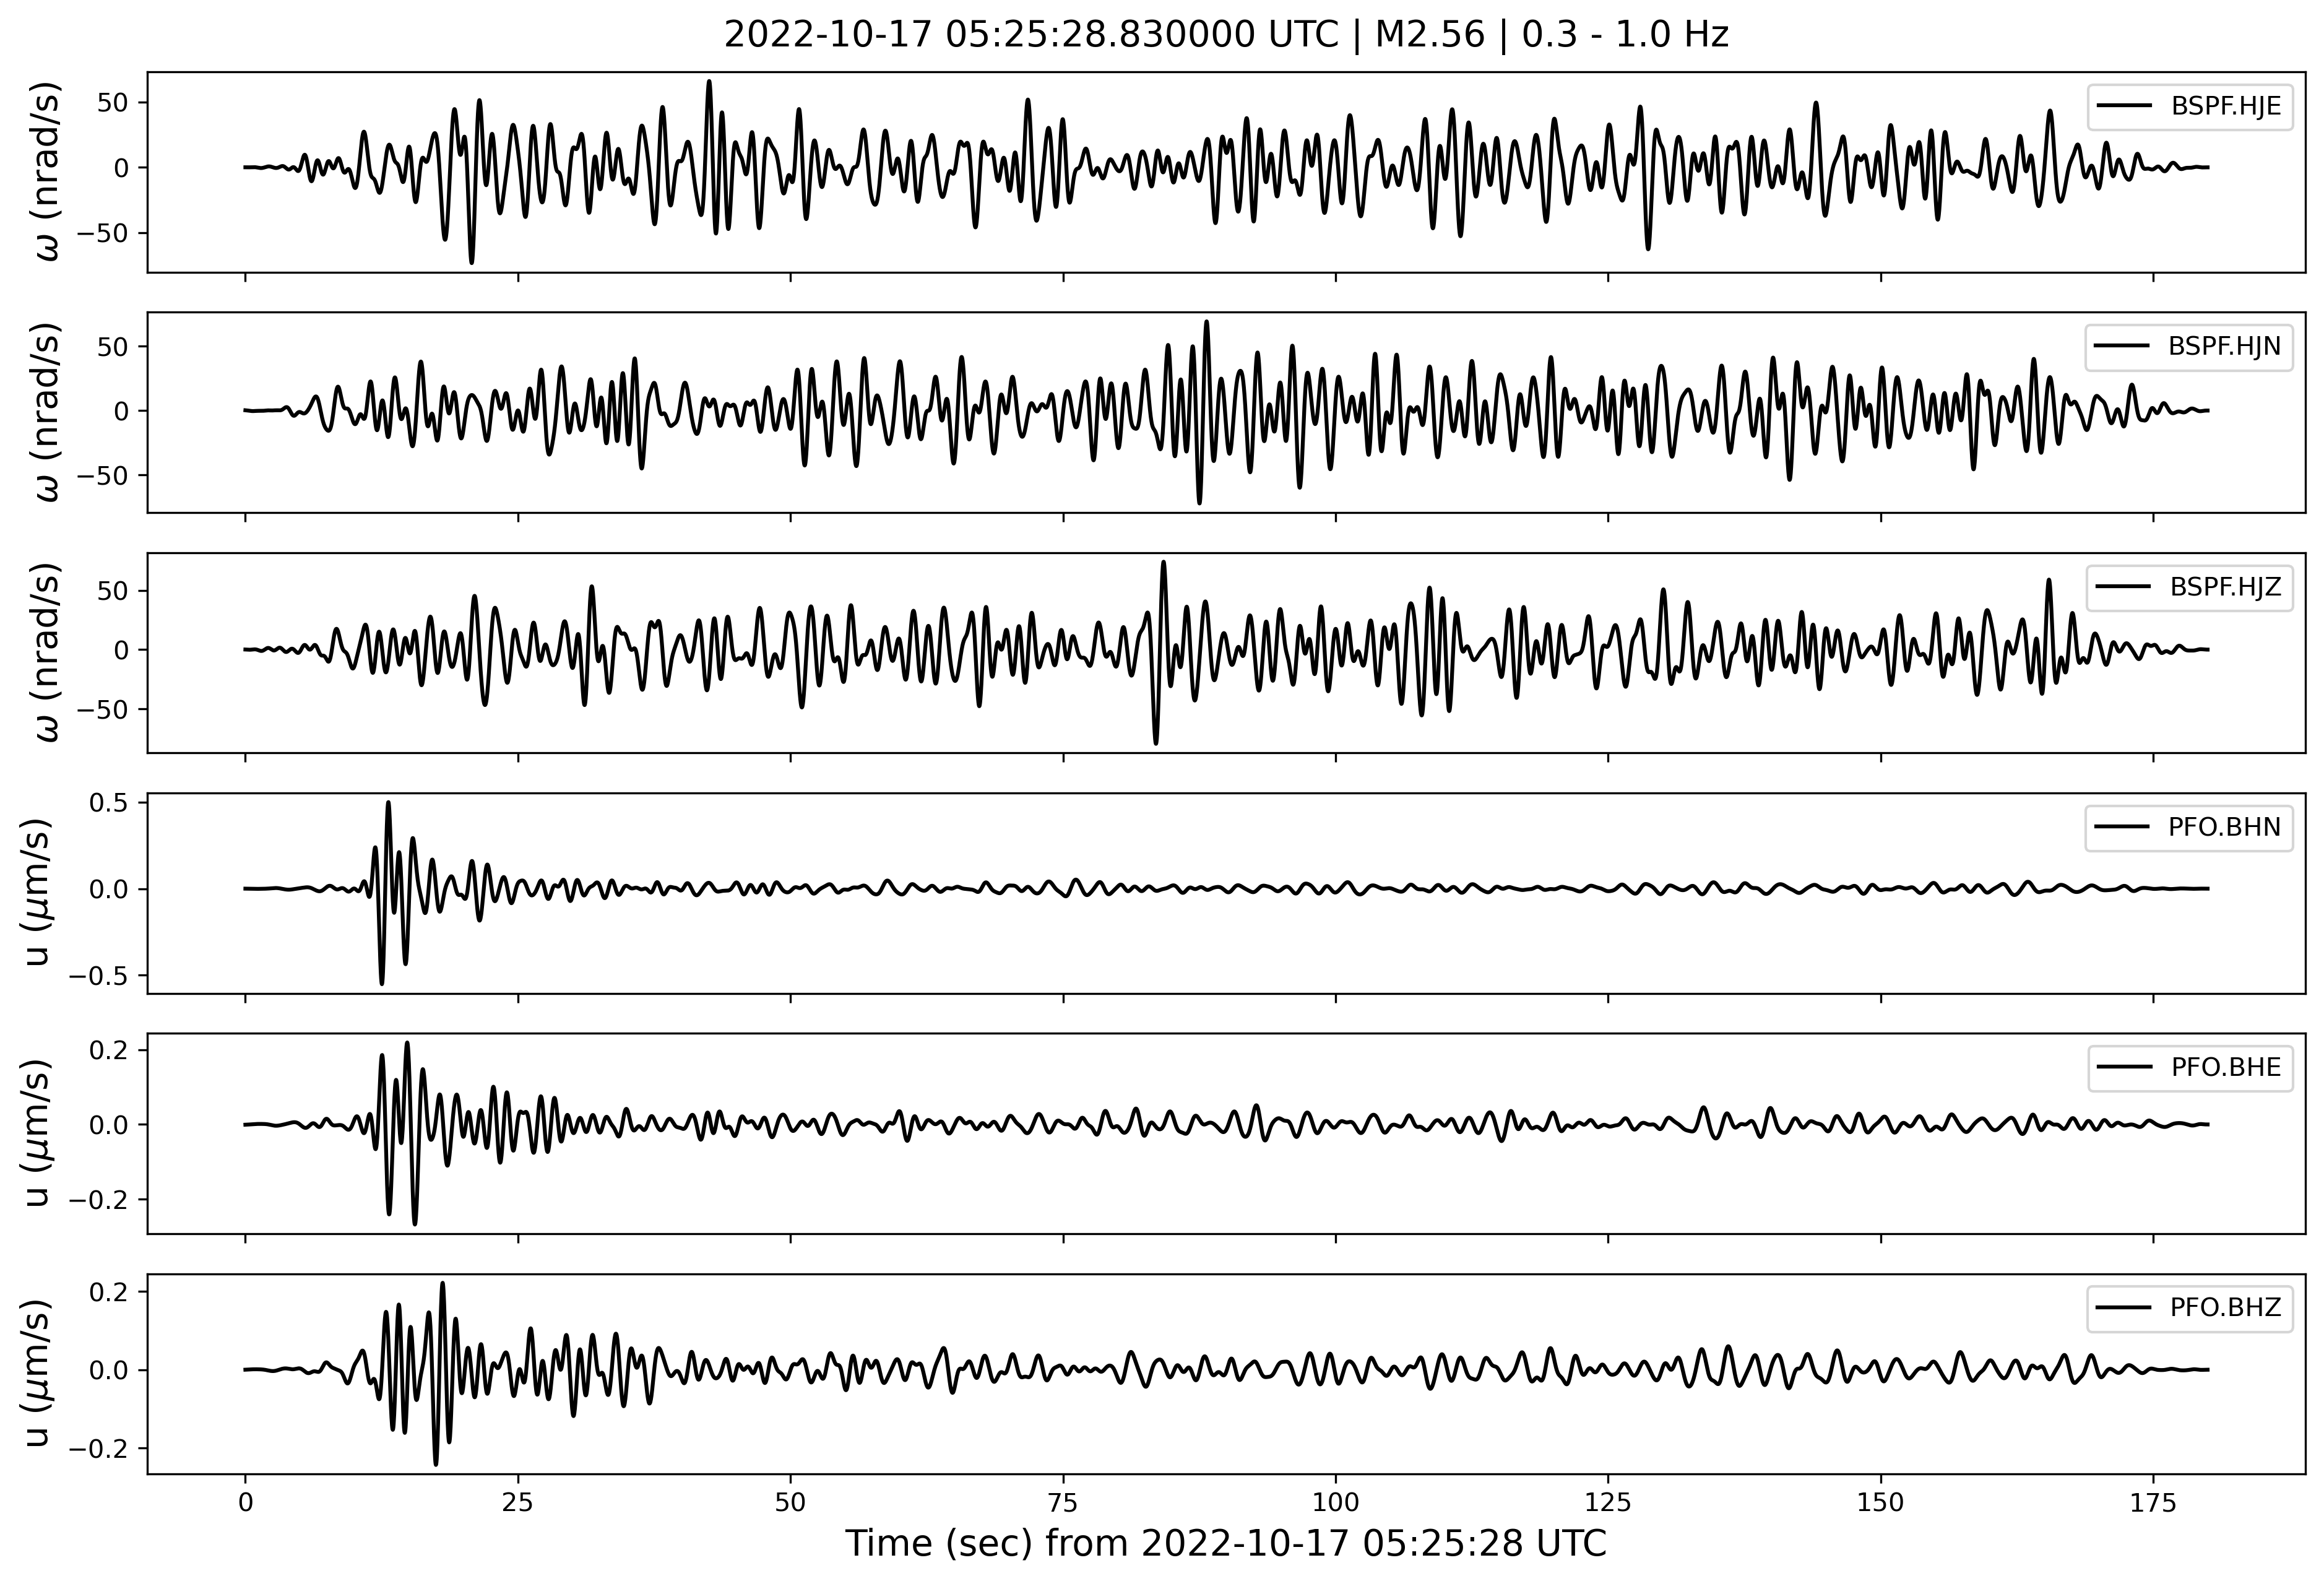 2022-10-17 05:25:28.830000 UTC | M2.56 | 0.3 - 1.0 Hz
ω (nrad/s)
50
0
−50
BSPF.HJE
ω (nrad/s)
50
0
−50
BSPF.HJN
ω (nrad/s)
50
0
−50
BSPF.HJZ
u (μm/s)
0.5
0.0
−0.5
PFO.BHN
u (μm/s)
0.2
0.0
−0.2
PFO.BHE
u (μm/s)
0.2
0.0
−0.2
PFO.BHZ
0 25 50 75 100 125 150 175
Time (sec) from 2022-10-17 05:25:28 UTC